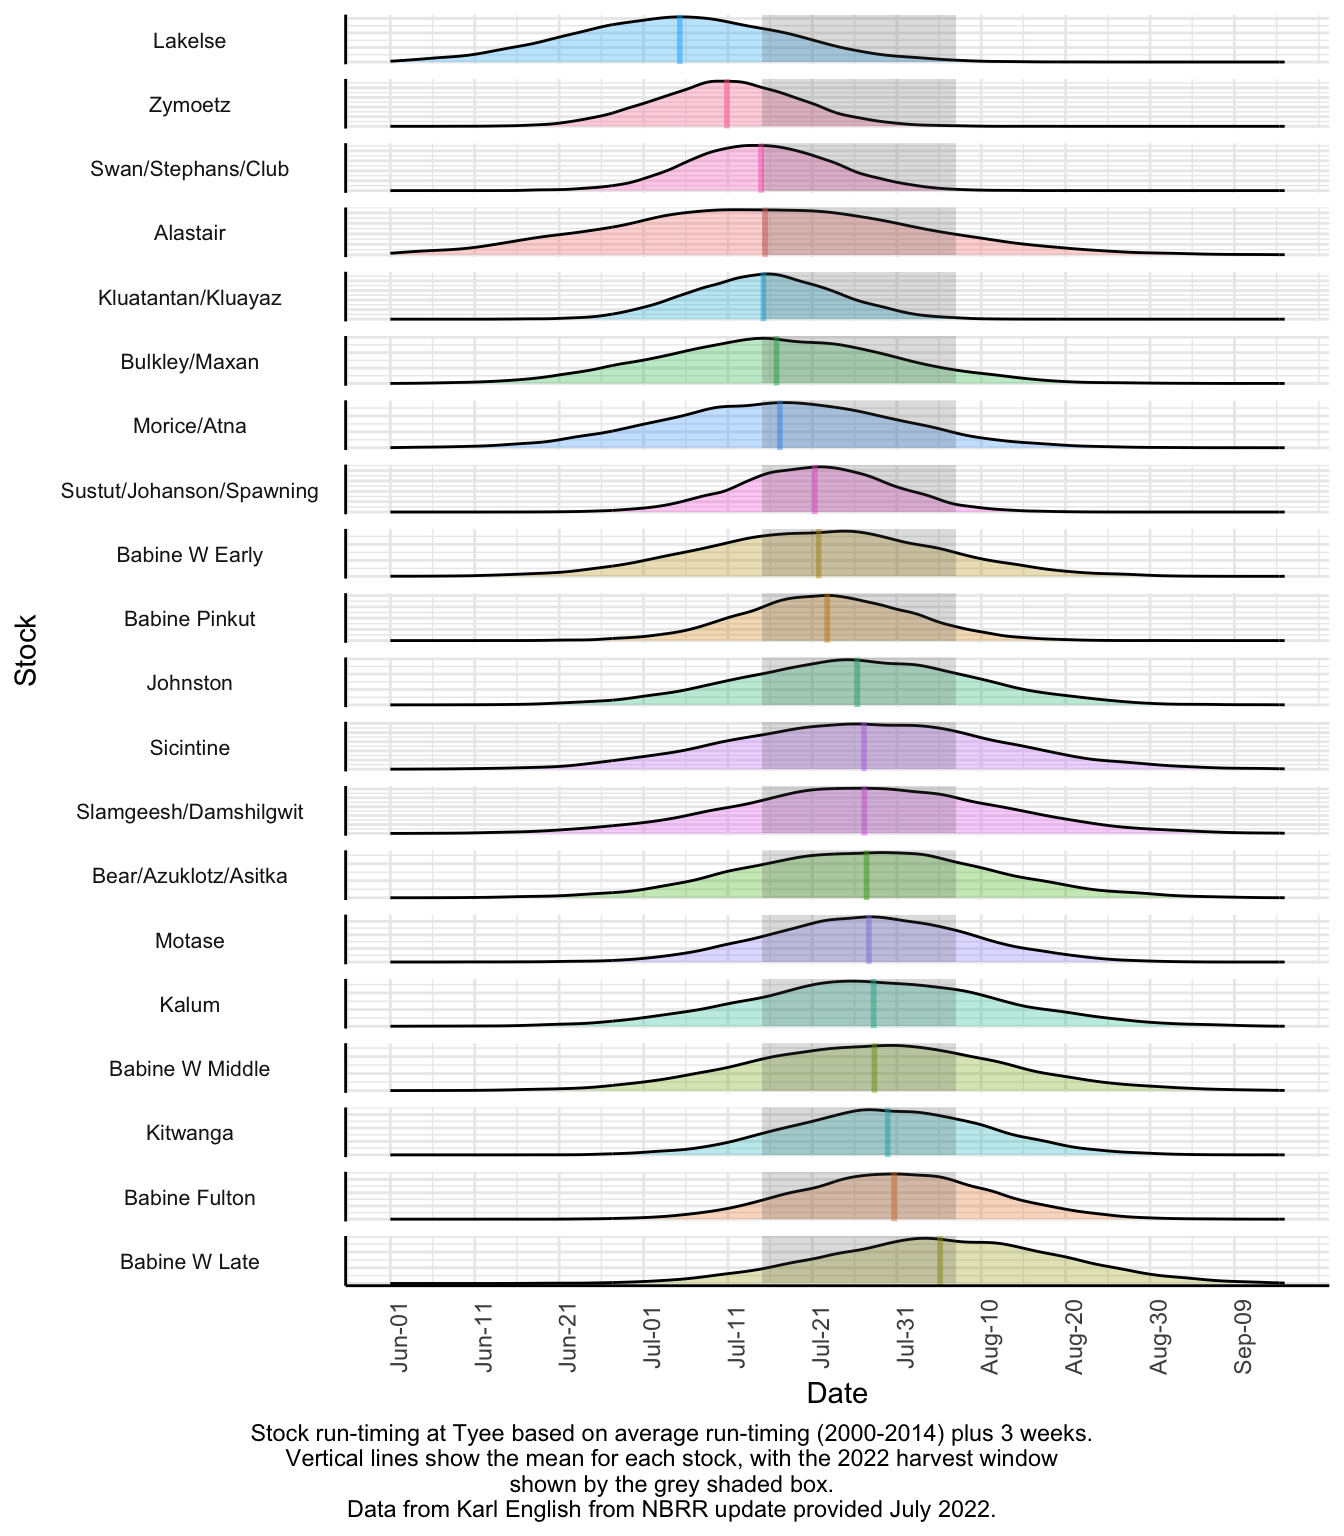 Lakelse
Zymoetz
Swan/Stephans/Club
Alastair
Kluatantan/Kluayaz
Bulkley/Maxan
Morice/Atna
Sustut/Johanson/Spawning
Babine W Early
Babine Pinkut
Johnston
Sicintine
Slamgeesh/Damshilgwit
Bear/Azuklotz/Asitka
Motase
Kalum
Babine W Middle
Kitwanga
Babine Fulton
Babine W Late
Stock
Jun-01
Jun-11
Jun-21
Jul-01
Jul-11
Jul-21
Jul-31
Aug-10
Aug-20
Aug-30
Sep-09
Date
Stock run-timing at Tyee based on average run-timing (2000-2014) plus 3 weeks.
Vertical lines show the mean for each stock, with the 2022 harvest window
shown by the grey shaded box.
Data from Karl English from NBRR update provided July 2022.